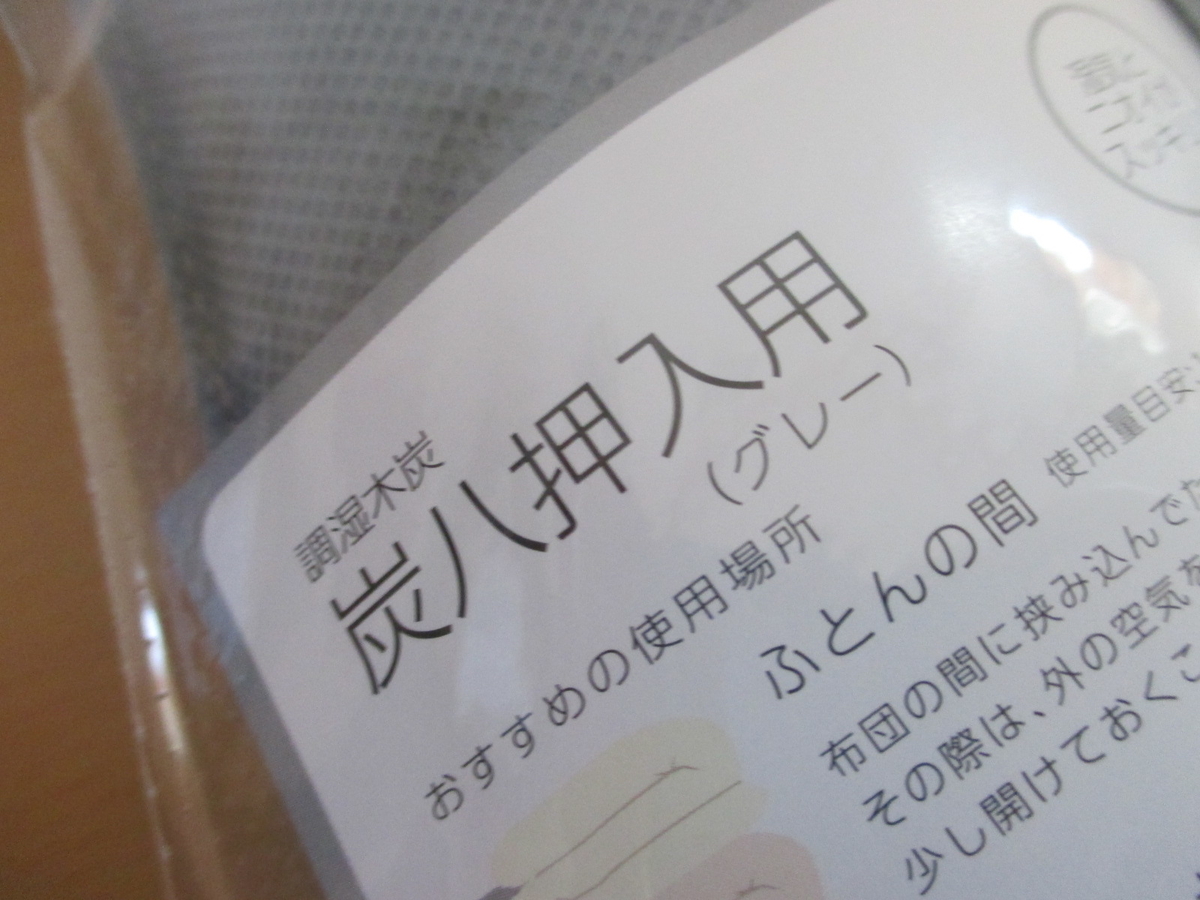 調湿木炭
炭八押入用
(グレー)
おすすめの使用場所
ふとんの間
使用量目安
布団の間に挟み込んで
その際は、外の空気を
少し開けておくこ